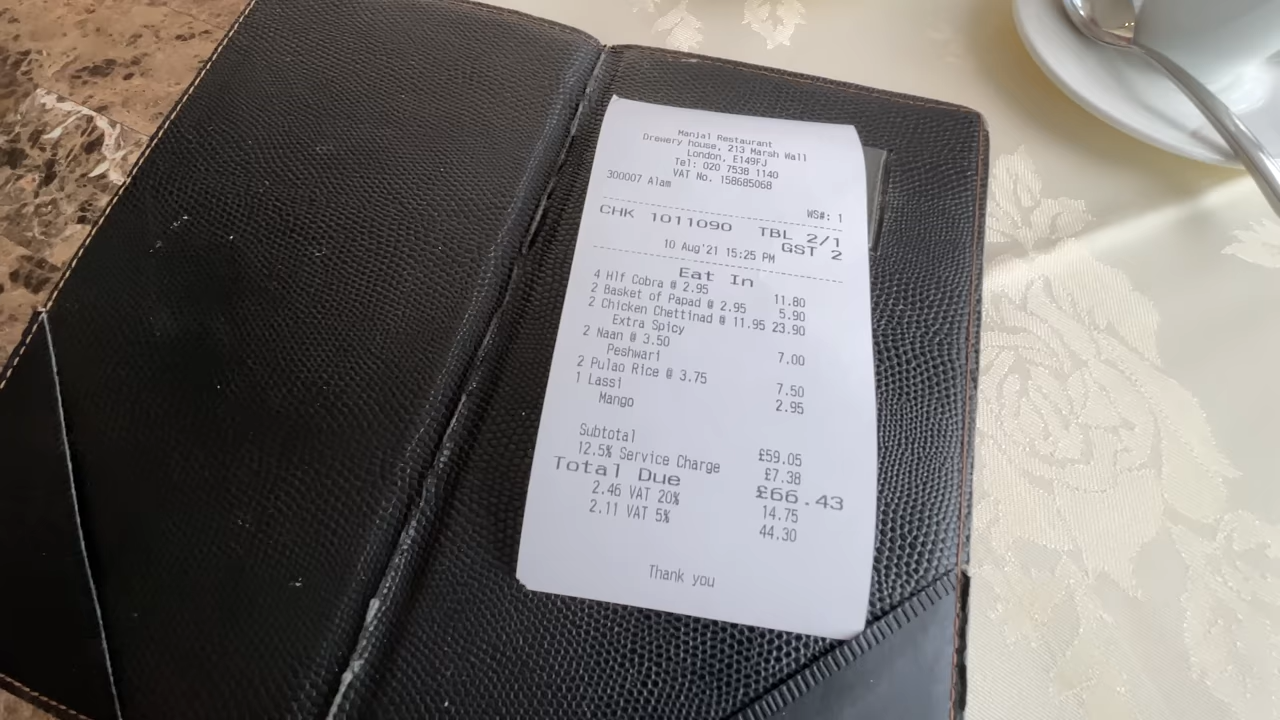 Manjal Restaurant
Drewery house, 213 Marsh Wall
London, E149FJ
Tel: 020 7538 1140
VAT No. 158685068
300007 Alam
WS#: 1
CHK 1011090 TBL 2/1
GST 2
10 Aug'21 15:25 PM
Eat In
4 Hlf Cobra @ 2.95 11.80
2 Basket of Papad @ 2.95 5.90
2 Chicken Chettinad @ 11.95 23.90
Extra Spicy
2 Naan @ 3.50 7.00
Peshwari
2 Pulao Rice @ 3.75 7.50
1 Lassi 2.95
Mango
Subtotal £59.05
12.5% Service Charge £7.38
Total Due £66.43
2.46 VAT 20% 14.75
2.11 VAT 5% 44.30
Thank you